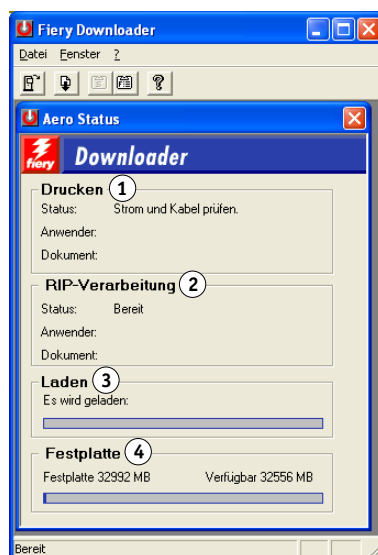 Fiery Downloader
Datei Fenster ?
Aero Status
fiery Downloader
Drucken 1
Status: Strom und Kabel prüfen.
Anwender:
Dokument:
RIP-Verarbeitung 2
Status: Bereit
Anwender:
Dokument:
Laden 3
Es wird geladen:
Festplatte 4
Festplatte 32992 MB Verfügbar 32556 MB
Bereit